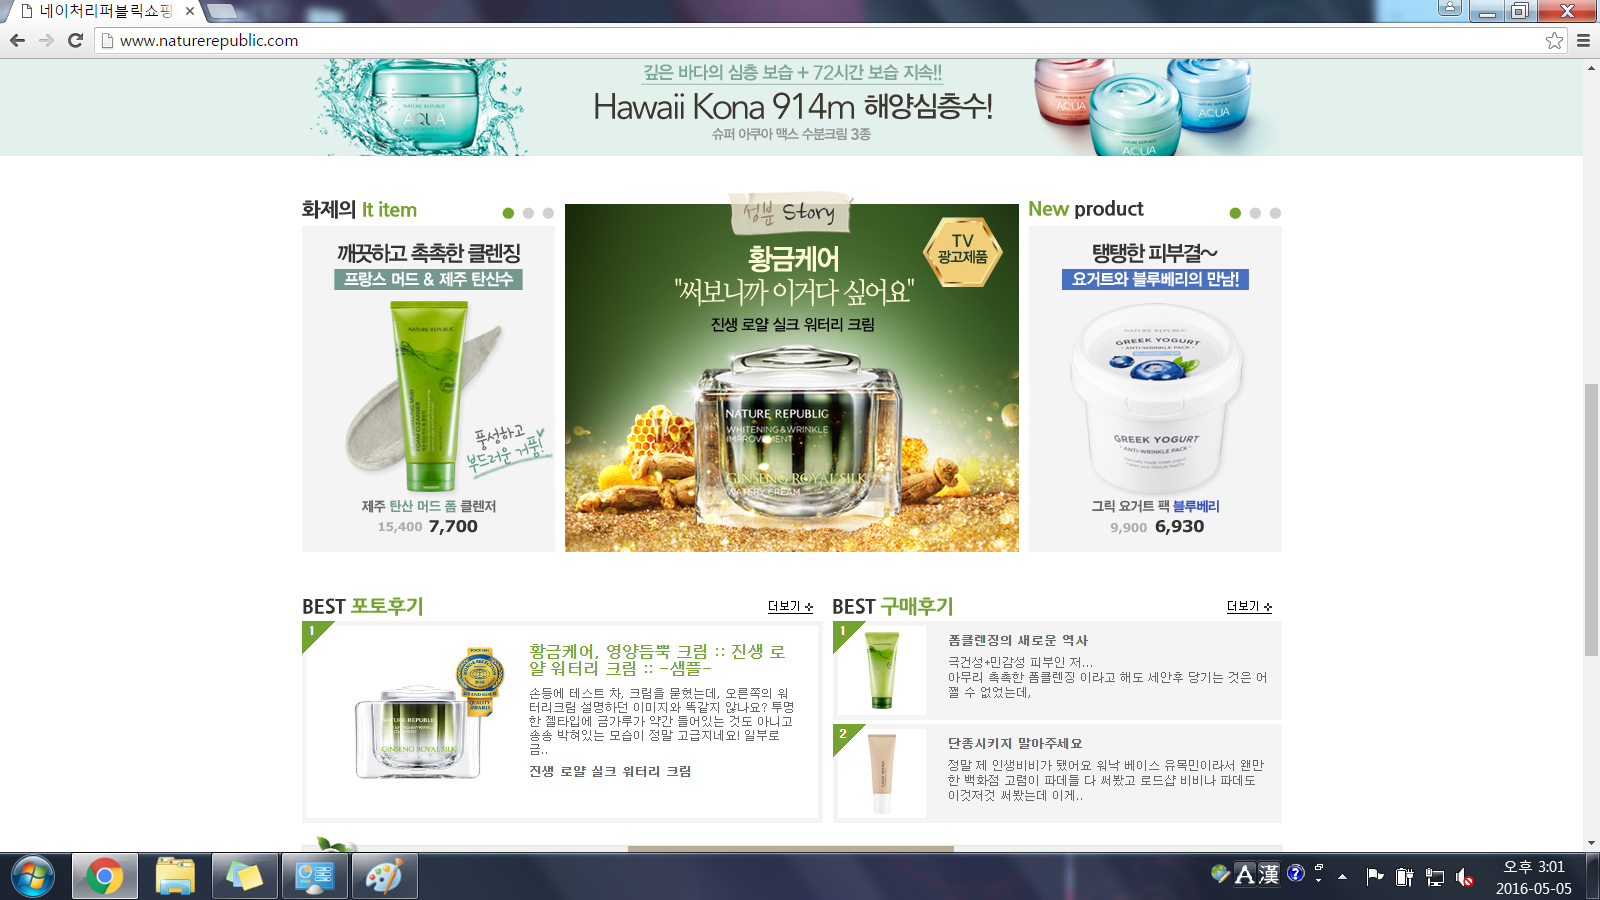 네이처리퍼블릭쇼핑
www.naturerepublic.com
깊은 바다의 심층 보습 + 72시간 보습 지속!!
Hawaii Kona 914m 해양심층수!
슈퍼 아쿠아 맥스 수분크림 3종
NATURE REPUBLIC
AQUA
AQUA
AQUA
AQUA
화제의 It item
깨끗하고 촉촉한 클렌징
프랑스 머드 & 제주 탄산수
NATURE REPUBLIC
풍성하고
부드러운 거품!
제주 탄산 머드 폼 클렌저
15,400 7,700
성분 Story
TV
광고제품
황금케어
"써보니까 이거다 싶어요"
진생 로얄 실크 워터리 크림
NATURE REPUBLIC
WHITENING & WRINKLE
IMPROVEMENT
GINSENG ROYAL SILK
WATERY CREAM
New product
탱탱한 피부결~
요거트와 블루베리의 만남!
NATURE REPUBLIC
GREEK YOGURT
· ANTI-WRINKLE PACK ·
GREEK YOGURT
· ANTI-WRINKLE PACK ·
그릭 요거트 팩 블루베리
9,900 6,930
BEST 포토후기
더보기
1
NATURE REPUBLIC
GINSENG ROYAL SILK
GRAND GOLD
QUALITY
AWARDS
황금케어, 영양듬뿍 크림 :: 진생 로
얄 워터리 크림 :: -샘플-
손등에 테스트 차, 크림을 묻혔는데, 오른쪽의 워
터리크림 설명하던 이미지와 똑같지 않나요? 투명
한 젤타입에 금가루가 약간 들어있는 것도 아니고
송송 박혀있는 모습이 정말 고급지네요! 일부로
금..
진생 로얄 실크 워터리 크림
BEST 구매후기
더보기
1
폼클렌징의 새로운 역사
극건성+민감성 피부인 저...
아무리 촉촉한 폼클렌징 이라고 해도 세안후 당기는 것은 어
쩔 수 없었는데,
2
단종시키지 말아주세요
정말 제 인생비비가 됐어요 워낙 베이스 유목민이라서 왠만
한 백화점 고렴이 파데들 다 써봤고 로드샵 비비나 파데도
이것저것 써봤는데 이게..
A 漢
오후 3:01
2016-05-05